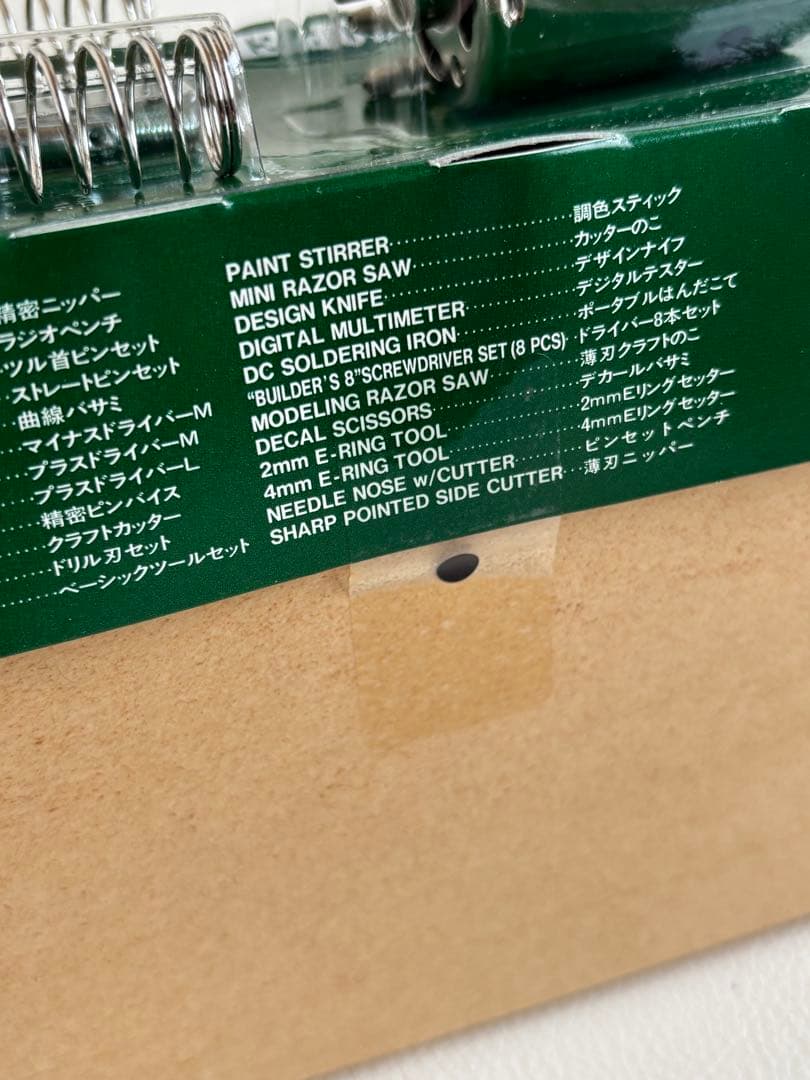 精密ニッパー
ラジオペンチ
ツル首ピンセット
ストレートピンセット
曲線バサミ
マイナスドライバーM
プラスドライバーM
プラスドライバーL
精密ピンバイス
クラフトカッター
ドリル刃セット
ベーシックツールセット
PAINT STIRRER 調色スティック
MINI RAZOR SAW カッターのこ
DESIGN KNIFE デザインナイフ
DIGITAL MULTIMETER デジタルテスター
DC SOLDERING IRON ポータブルはんだこて
"BUILDER'S 8"SCREWDRIVER SET (8 PCS) ドライバー8本セット
MODELING RAZOR SAW 薄刃クラフトのこ
DECAL SCISSORS デカールバサミ
2mm E-RING TOOL 2mmEリングセッター
4mm E-RING TOOL 4mmEリングセッター
NEEDLE NOSE w/CUTTER ピンセットペンチ
SHARP POINTED SIDE CUTTER 薄刃ニッパー